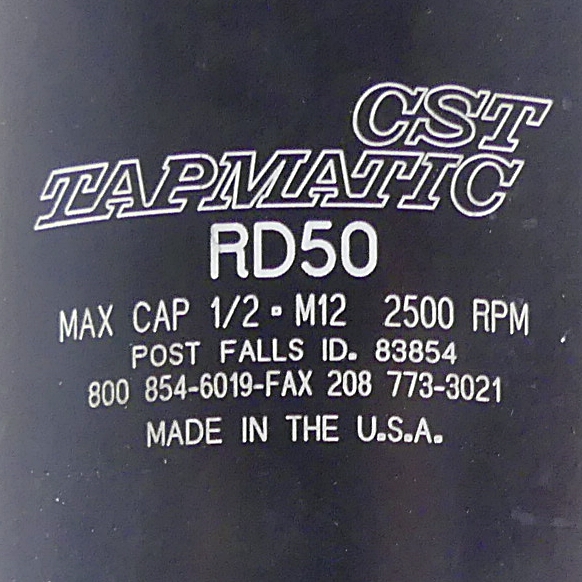 CST
TAPMATIC
RD50
MAX CAP 1/2 • M12 2500 RPM
POST FALLS ID. 83854
800 854-6019-FAX 208 773-3021
MADE IN THE U.S.A.